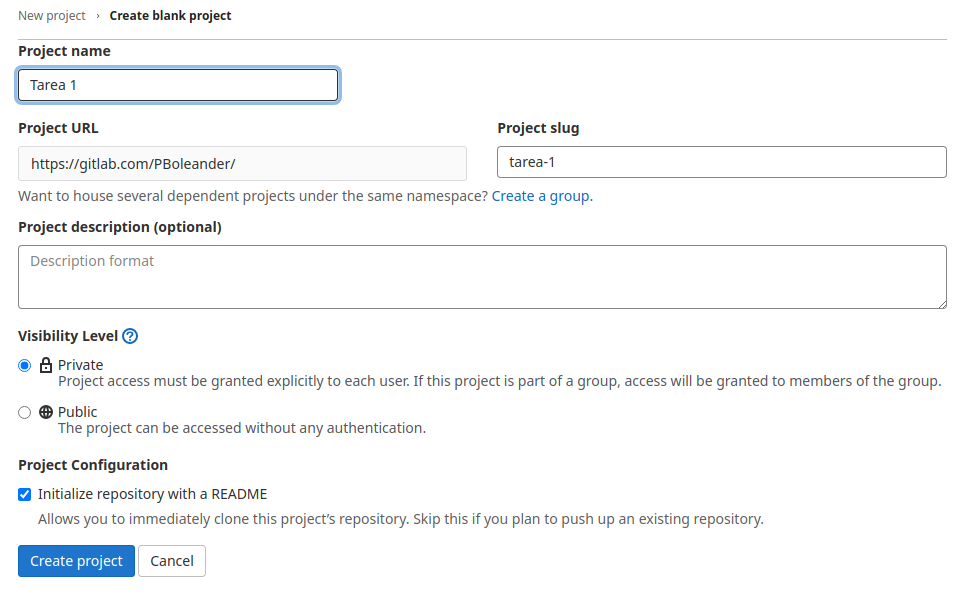 New project › Create blank project
Project name
Tarea 1
Project URL
Project slug
https://gitlab.com/PBoleander/
tarea-1
Want to house several dependent projects under the same namespace? Create a group.
Project description (optional)
Description format
Visibility Level ?
Private
Project access must be granted explicitly to each user. If this project is part of a group, access will be granted to members of the group.
Public
The project can be accessed without any authentication.
Project Configuration
Initialize repository with a README
Allows you to immediately clone this project’s repository. Skip this if you plan to push up an existing repository.
Create project
Cancel